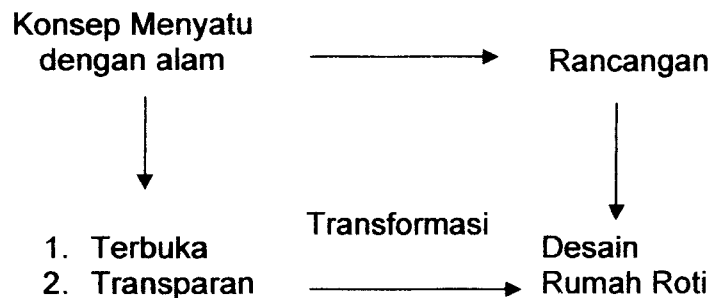 Konsep Menyatu
dengan alam
Rancangan
Transformasi
1. Terbuka
2. Transparan
Desain
Rumah Roti